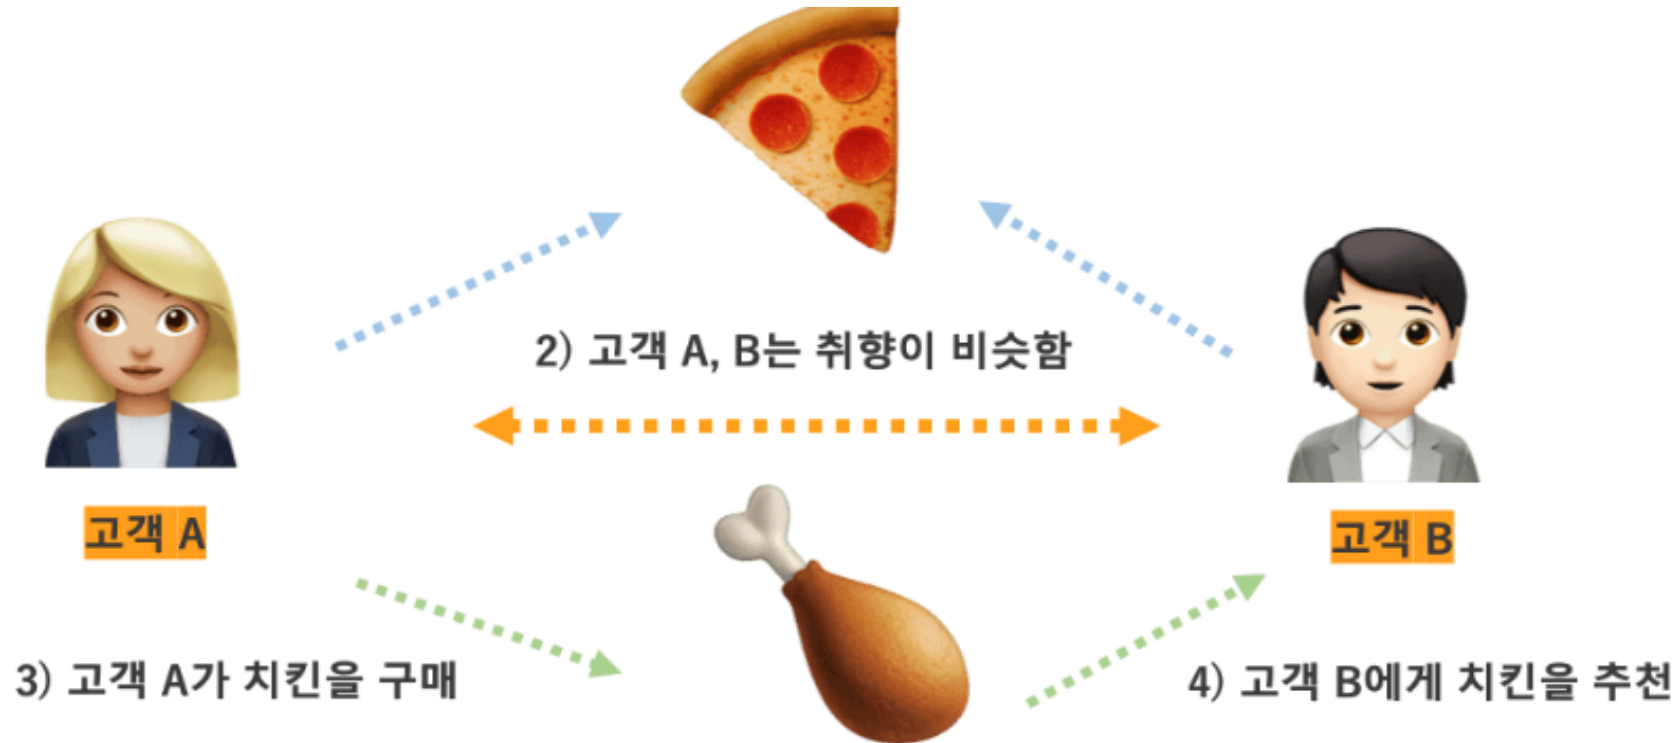 2) 고객 A, B는 취향이 비슷함
고객 A
고객 B
3) 고객 A가 치킨을 구매
4) 고객 B에게 치킨을 추천